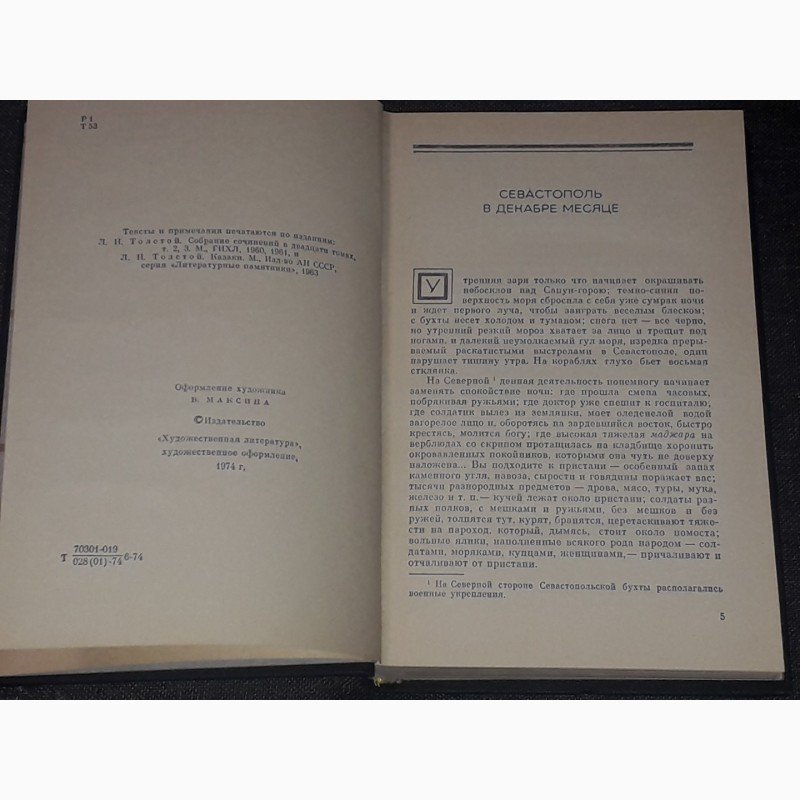 Р 1
Т 53
Тексты и примечания печатаются по изданиям:
Л. Н. Толстой. Собрание сочинений в двадцати томах,
т. 2, 3. М., ГИХЛ, 1960, 1961, и
Л. Н. Толстой. Казаки. М., Изд-во АН СССР,
серия «Литературные памятники», 1963
Оформление художника
В. МАКСИНА
©Издательство
«Художественная литература»,
художественное оформление,
1974 г.
Т 70301-019
028(01)-74 6-74
СЕВАСТОПОЛЬ
В ДЕКАБРЕ МЕСЯЦЕ
Утренняя заря только что начинает окрашивать
небосклон над Сапун-горою; темно-синяя по-
верхность моря сбросила с себя уже сумрак ночи
и ждет первого луча, чтобы заиграть веселым блеском;
с бухты несет холодом и туманом; снега нет — все черно,
но утренний резкий мороз хватает за лицо и трещит под
ногами, и далекий неумолкаемый гул моря, изредка преры-
ваемый раскатистыми выстрелами в Севастополе, один
нарушает тишину утра. На кораблях глухо бьет восьмая
стклянка.
На Северной ¹ денная деятельность понемногу начинает
заменять спокойствие ночи: где прошла смена часовых,
побрякивая ружьями; где доктор уже спешит к госпиталю,
где солдатик вылез из землянки, моет оледенелой водой
загорелое лицо и, оборотясь на зардевшийся восток, быстро
крестясь, молится богу; где высокая тяжелая маджара на
верблюдах со скрипом протащилась на кладбище хоронить
окровавленных покойников, которыми она чуть не доверху
наложена... Вы подходите к пристани — особенный запах
каменного угля, навоза, сырости и говядины поражает вас;
тысячи разнородных предметов — дрова, мясо, туры, мука,
железо и т. п. — кучей лежат около пристани; солдаты раз-
ных полков, с мешками и ружьями, без мешков и без
ружей, толпятся тут, курят, бранятся, перетаскивают тяжес-
ти на пароход, который, дымясь, стоит около помоста;
вольные ялики, наполненные всякого рода народом — сол-
датами, моряками, купцами, женщинами, — причаливают и
отчаливают от пристани.
¹ На Северной стороне Севастопольской бухты располагались
военные укрепления.
5